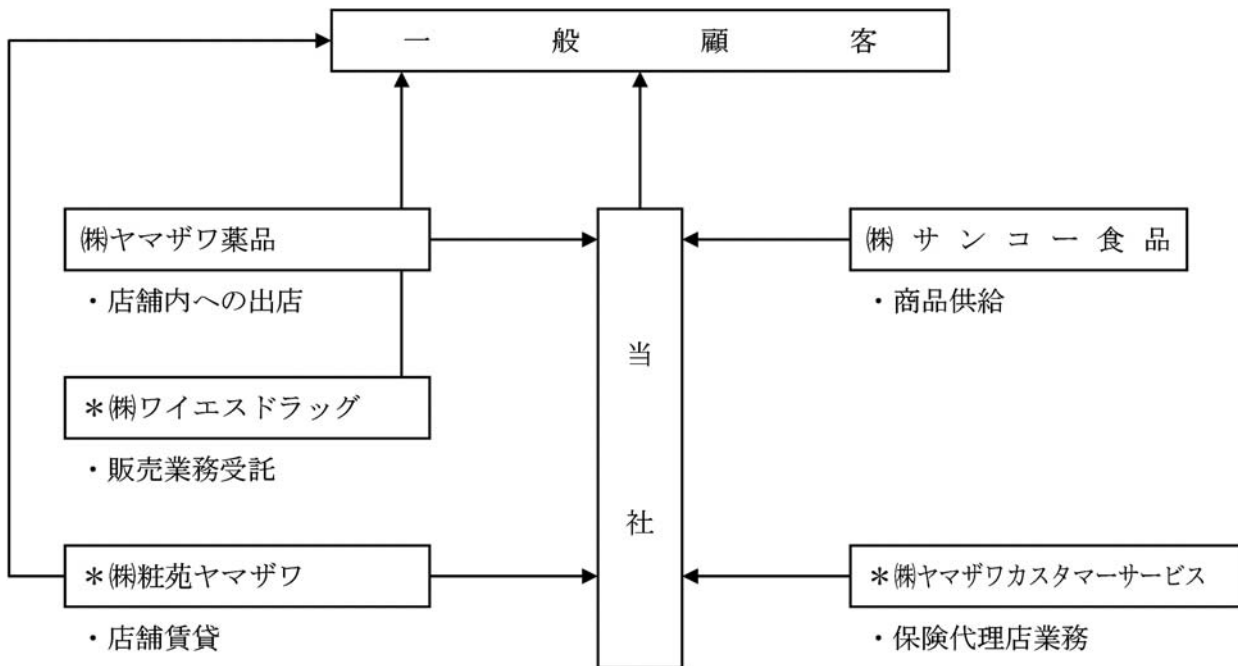 一般顧客
㈱ヤマザワ薬品
・店舗内への出店
＊㈱ワイエスドラッグ
・販売業務受託
＊㈱粧苑ヤマザワ
・店舗賃貸
当社
㈱サンコー食品
・商品供給
＊㈱ヤマザワカスタマーサービス
・保険代理店業務